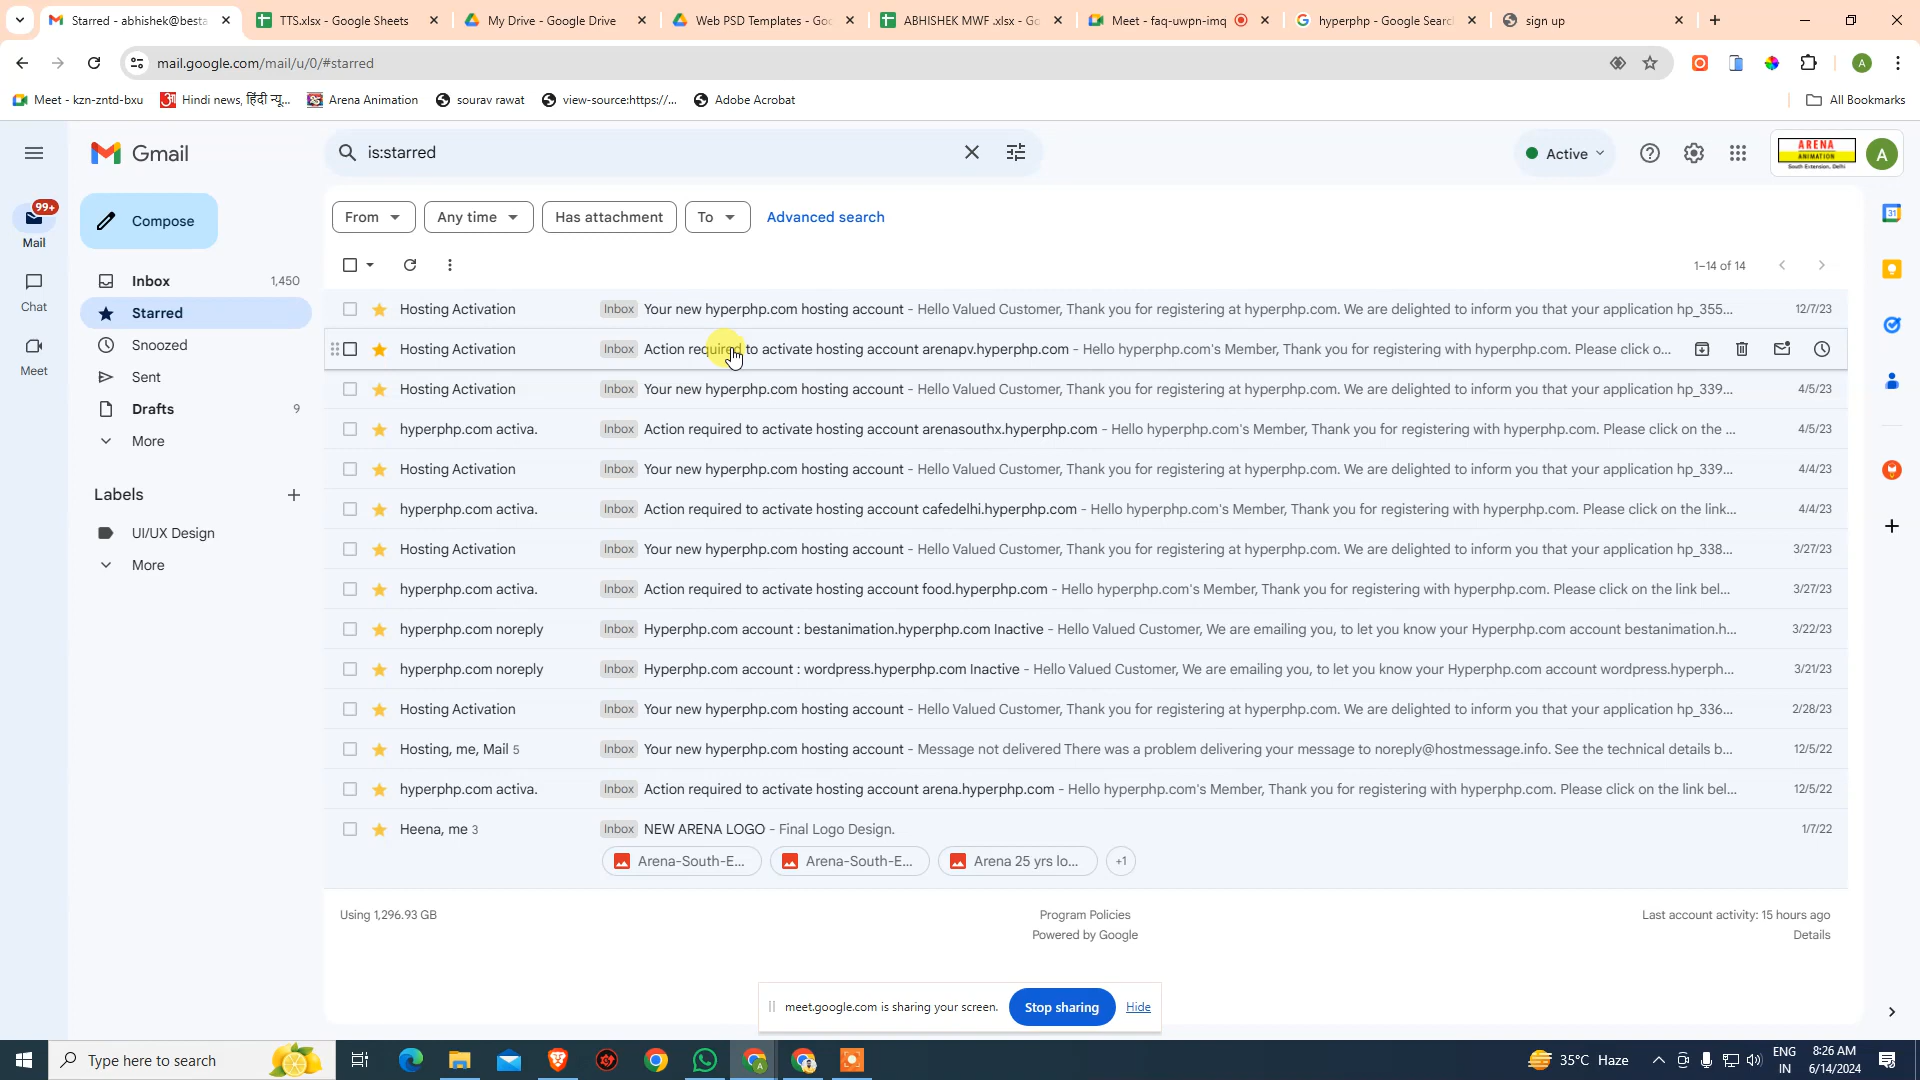 Starred - abhishek@besta
TTS.xlsx - Google Sheets
My Drive - Google Drive
Web PSD Templates - Go
ABHISHEK MWF .xlsx - G
Meet - faq-uwpn-imq
hyperphp - Google Searc
sign up
mail.google.com/mail/u/0/#starred
A
Meet - kzn-zntd-bxu
Hindi news, हिंदी न्यू...
Arena Animation
sourav rawat
view-source:https://...
Adobe Acrobat
All Bookmarks
Gmail
is:starred
Active
ARENA
ANIMATION
South Extension, Delhi
A
99+
Mail
Chat
Meet
Compose
Inbox 1,450
Starred
Snoozed
Sent
Drafts 9
More
Labels
UI/UX Design
More
From Any time Has attachment To Advanced search
1–14 of 14
Hosting Activation Inbox Your new hyperphp.com hosting account - Hello Valued Customer, Thank you for registering at hyperphp.com. We are delighted to inform you that your application hp_355... 12/7/23
Hosting Activation Inbox Action required to activate hosting account arenapv.hyperphp.com - Hello hyperphp.com's Member, Thank you for registering with hyperphp.com. Please click o...
Hosting Activation Inbox Your new hyperphp.com hosting account - Hello Valued Customer, Thank you for registering at hyperphp.com. We are delighted to inform you that your application hp_339... 4/5/23
hyperphp.com activa. Inbox Action required to activate hosting account arenasouthx.hyperphp.com - Hello hyperphp.com's Member, Thank you for registering with hyperphp.com. Please click on the ... 4/5/23
Hosting Activation Inbox Your new hyperphp.com hosting account - Hello Valued Customer, Thank you for registering at hyperphp.com. We are delighted to inform you that your application hp_339... 4/4/23
hyperphp.com activa. Inbox Action required to activate hosting account cafedelhi.hyperphp.com - Hello hyperphp.com's Member, Thank you for registering with hyperphp.com. Please click on the link... 4/4/23
Hosting Activation Inbox Your new hyperphp.com hosting account - Hello Valued Customer, Thank you for registering at hyperphp.com. We are delighted to inform you that your application hp_338... 3/27/23
hyperphp.com activa. Inbox Action required to activate hosting account food.hyperphp.com - Hello hyperphp.com's Member, Thank you for registering with hyperphp.com. Please click on the link bel... 3/27/23
hyperphp.com noreply Inbox Hyperphp.com account : bestanimation.hyperphp.com Inactive - Hello Valued Customer, We are emailing you, to let you know your Hyperphp.com account bestanimation.h... 3/22/23
hyperphp.com noreply Inbox Hyperphp.com account : wordpress.hyperphp.com Inactive - Hello Valued Customer, We are emailing you, to let you know your Hyperphp.com account wordpress.hyperph... 3/21/23
Hosting Activation Inbox Your new hyperphp.com hosting account - Hello Valued Customer, Thank you for registering at hyperphp.com. We are delighted to inform you that your application hp_336... 2/28/23
Hosting, me, Mail 5 Inbox Your new hyperphp.com hosting account - Message not delivered There was a problem delivering your message to noreply@hostmessage.info. See the technical details b... 12/5/22
hyperphp.com activa. Inbox Action required to activate hosting account arena.hyperphp.com - Hello hyperphp.com's Member, Thank you for registering with hyperphp.com. Please click on the link bel... 12/5/22
Heena, me 3 Inbox NEW ARENA LOGO - Final Logo Design. 1/7/22
Arena-South-E... Arena-South-E... Arena 25 yrs lo... +1
Using 1,296.93 GB
Program Policies
Powered by Google
Last account activity: 15 hours ago
Details
meet.google.com is sharing your screen. Stop sharing Hide
Type here to search
35°C Haze
ENG
IN
8:26 AM
6/14/2024